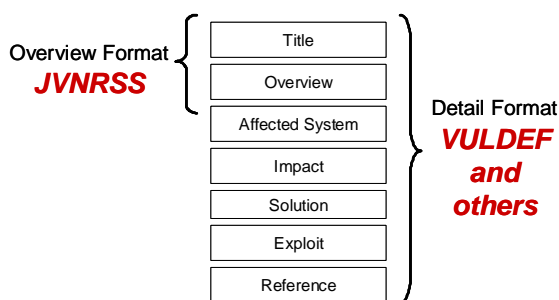 Overview Format
JVNRSS
Title
Overview
Affected System
Impact
Solution
Exploit
Reference
Detail Format
VULDEF
and
others